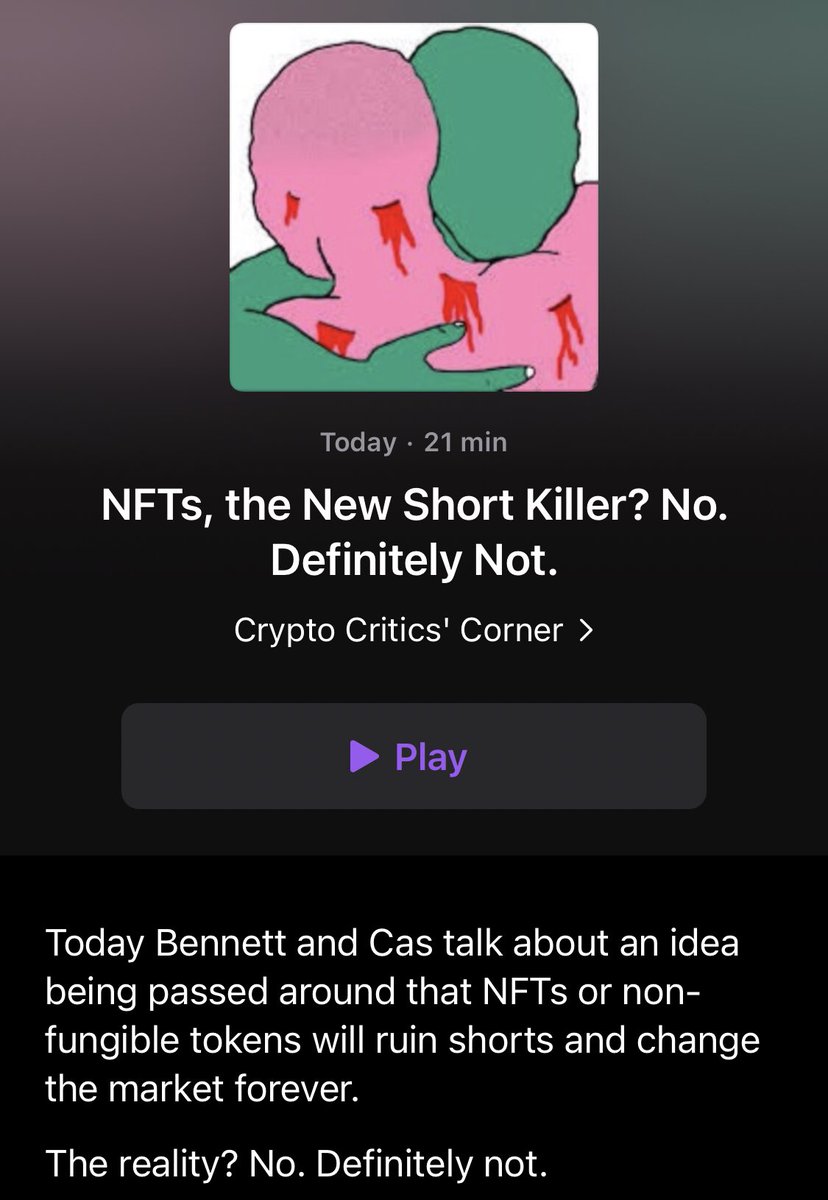 Today · 21 min
NFTs, the New Short Killer? No.
Definitely Not.
Crypto Critics' Corner >
Play
Today Bennett and Cas talk about an idea
being passed around that NFTs or non-
fungible tokens will ruin shorts and change
the market forever.
The reality? No. Definitely not.